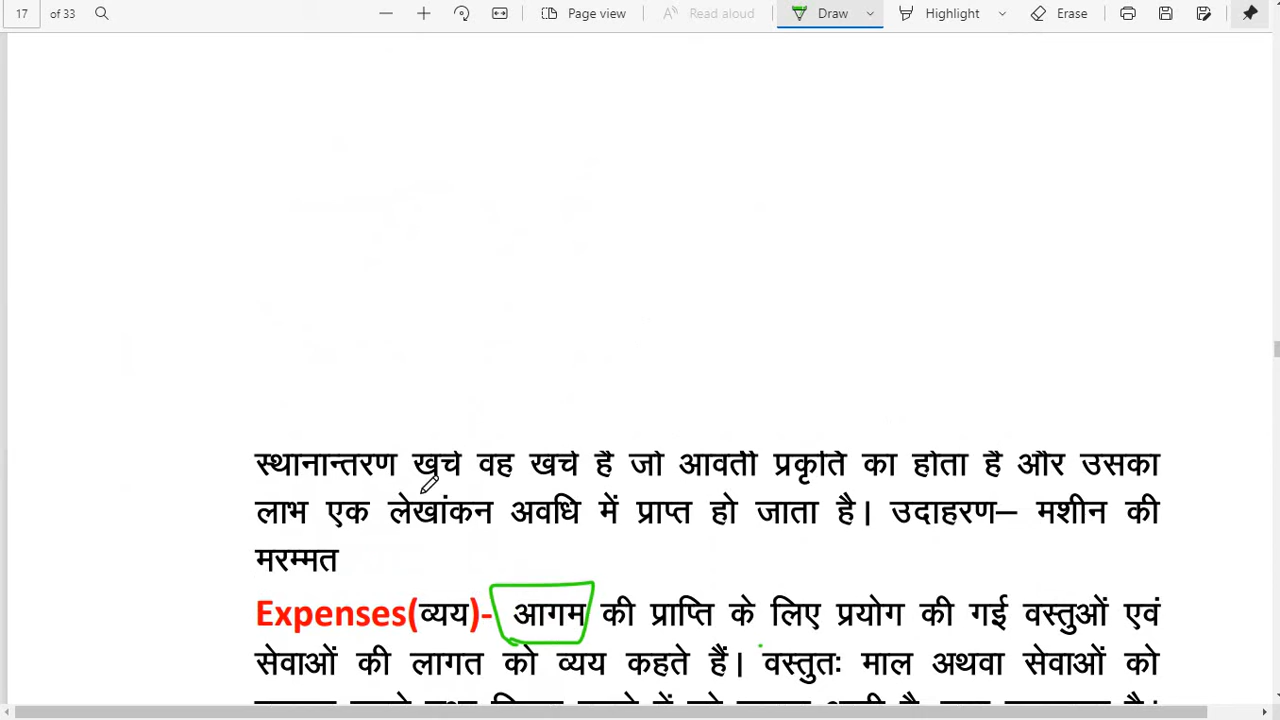 17 of 33 Page view Read aloud Draw Highlight Erase
स्थानान्तरण खर्च वह खर्च है जो आवर्ती प्रकृति का होता है और उसका
लाभ एक लेखांकन अवधि में प्राप्त हो जाता है। उदाहरण– मशीन की
मरम्मत
Expenses(व्यय)- आगम की प्राप्ति के लिए प्रयोग की गई वस्तुओं एवं
सेवाओं की लागत को व्यय कहते हैं। वस्तुतः माल अथवा सेवाओं को